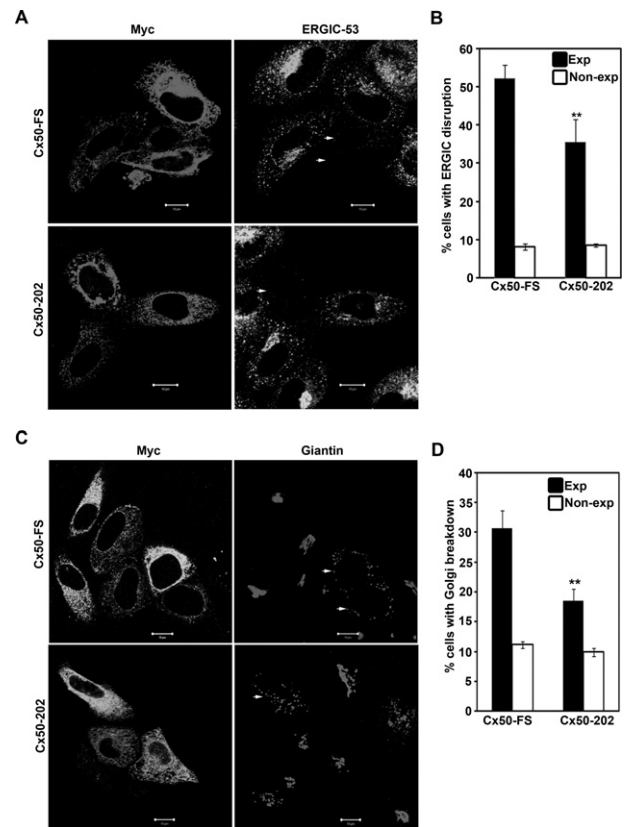 A
Myc
ERGIC-53
Cx50-FS
Cx50-202
B
% cells with ERGIC disruption
60
50
40
30
20
10
0
Exp
Non-exp
**
Cx50-FS
Cx50-202
C
Myc
Giantin
Cx50-FS
Cx50-202
D
% cells with Golgi breakdown
40
35
30
25
20
15
10
5
0
Exp
Non-exp
**
Cx50-FS
Cx50-202